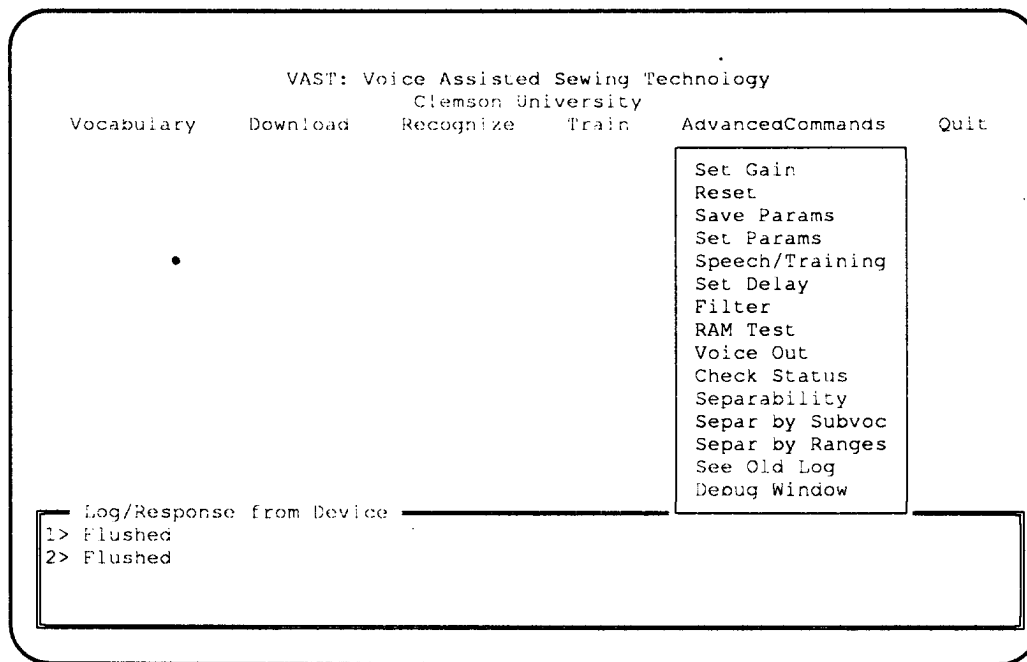 VAST: Voice Assisted Sewing Technology
Clemson University
Vocabulary Download Recognize Train AdvancedCommands Quit
Set Gain
Reset
Save Params
Set Params
Speech/Training
Set Delay
Filter
RAM Test
Voice Out
Check Status
Separability
Separ by Subvoc
Separ by Ranges
See Old Log
Debug Window
Log/Response from Device
1> Flushed
2> Flushed